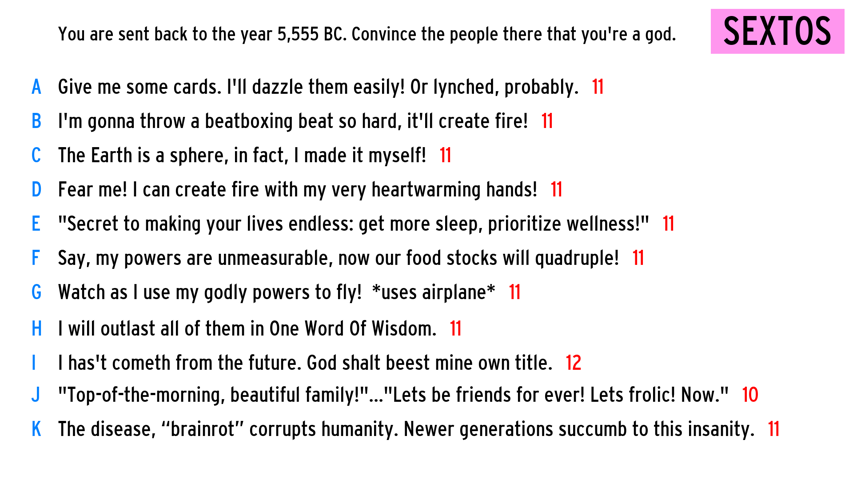 You are sent back to the year 5,555 BC. Convince the people there that you're a god.
SEXTOS
A Give me some cards. I'll dazzle them easily! Or lynched, probably. 11
B I'm gonna throw a beatboxing beat so hard, it'll create fire! 11
C The Earth is a sphere, in fact, I made it myself! 11
D Fear me! I can create fire with my very heartwarming hands! 11
E "Secret to making your lives endless: get more sleep, prioritize wellness!" 11
F Say, my powers are unmeasurable, now our food stocks will quadruple! 11
G Watch as I use my godly powers to fly! *uses airplane* 11
H I will outlast all of them in One Word Of Wisdom. 11
I I has't cometh from the future. God shalt beest mine own title. 12
J "Top-of-the-morning, beautiful family!"..."Lets be friends for ever! Lets frolic! Now." 10
K The disease, “brainrot” corrupts humanity. Newer generations succumb to this insanity. 11